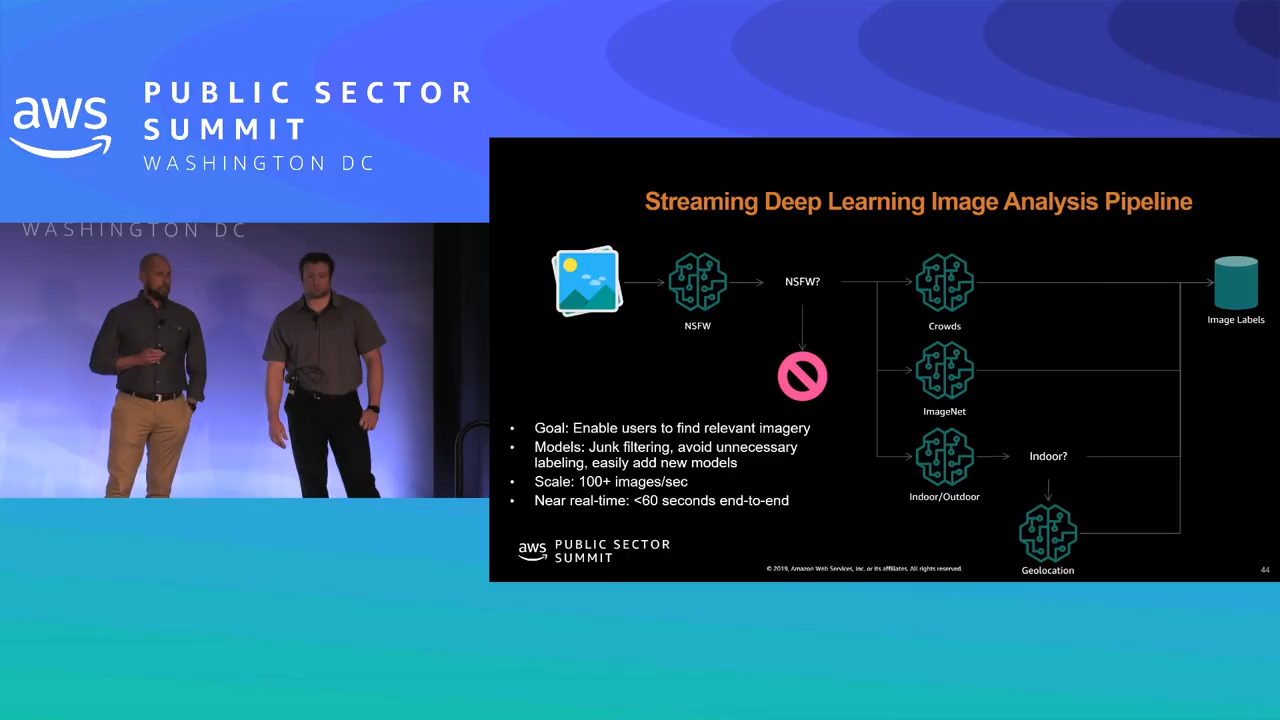 aws
PUBLIC SECTOR
SUMMIT
WASHINGTON DC
WASHINGTON DC
Streaming Deep Learning Image Analysis Pipeline
NSFW
NSFW?
Crowds
Image Labels
ImageNet
Indoor/Outdoor
Indoor?
Geolocation
• Goal: Enable users to find relevant imagery
• Models: Junk filtering, avoid unnecessary
labeling, easily add new models
• Scale: 100+ images/sec
• Near real-time: <60 seconds end-to-end
aws
PUBLIC SECTOR
SUMMIT
© 2019, Amazon Web Services, Inc. or its affiliates. All rights reserved.
44